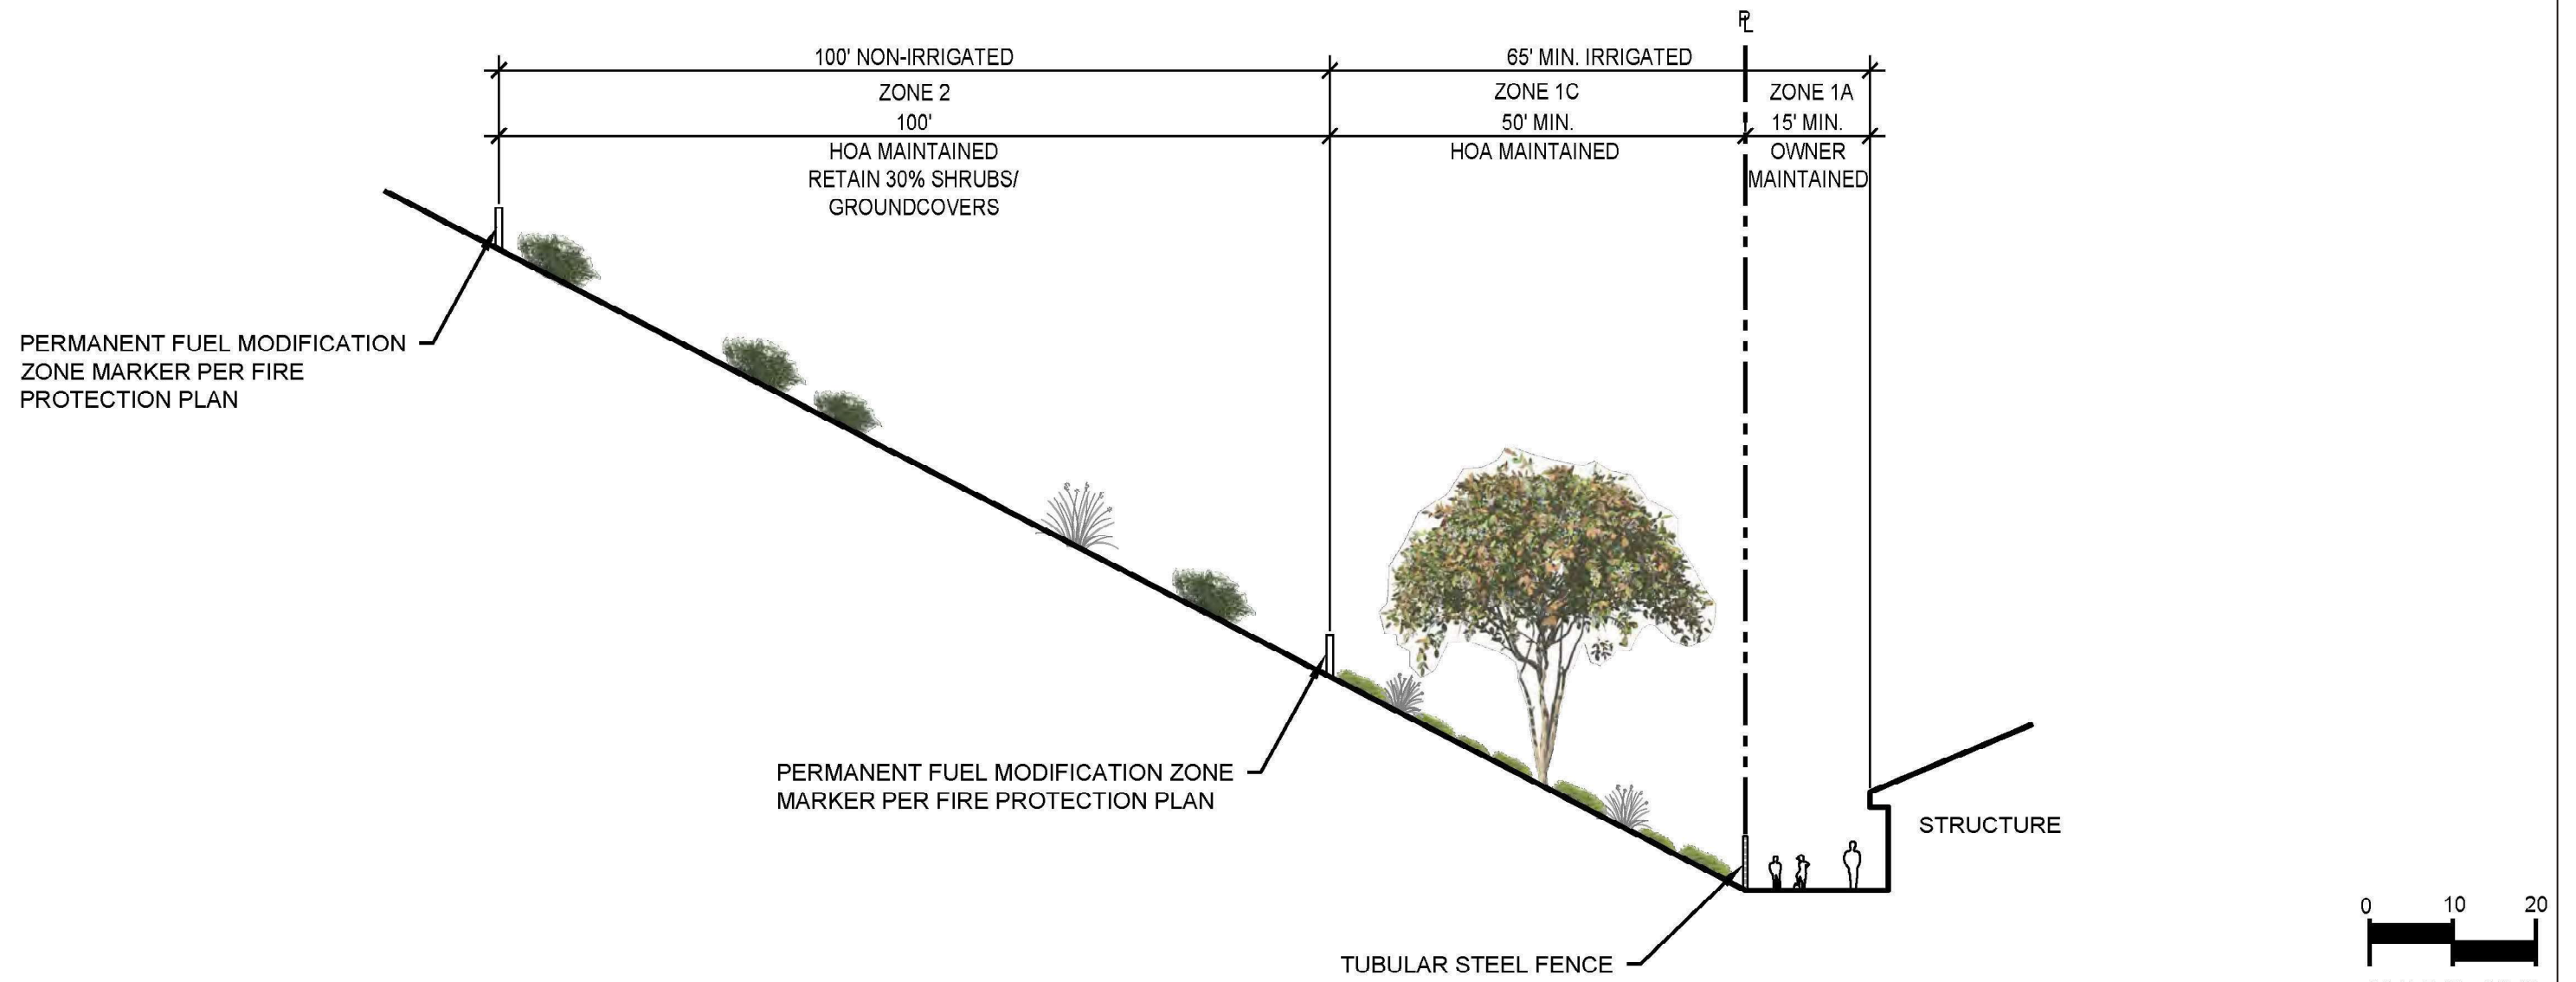 PL
100' NON-IRRIGATED
65' MIN. IRRIGATED
ZONE 2
ZONE 1C
ZONE 1A
100'
50' MIN.
15' MIN.
HOA MAINTAINED
RETAIN 30% SHRUBS/
GROUNDCOVERS
HOA MAINTAINED
OWNER
MAINTAINED
PERMANENT FUEL MODIFICATION
ZONE MARKER PER FIRE
PROTECTION PLAN
PERMANENT FUEL MODIFICATION ZONE
MARKER PER FIRE PROTECTION PLAN
STRUCTURE
TUBULAR STEEL FENCE
0 10 20